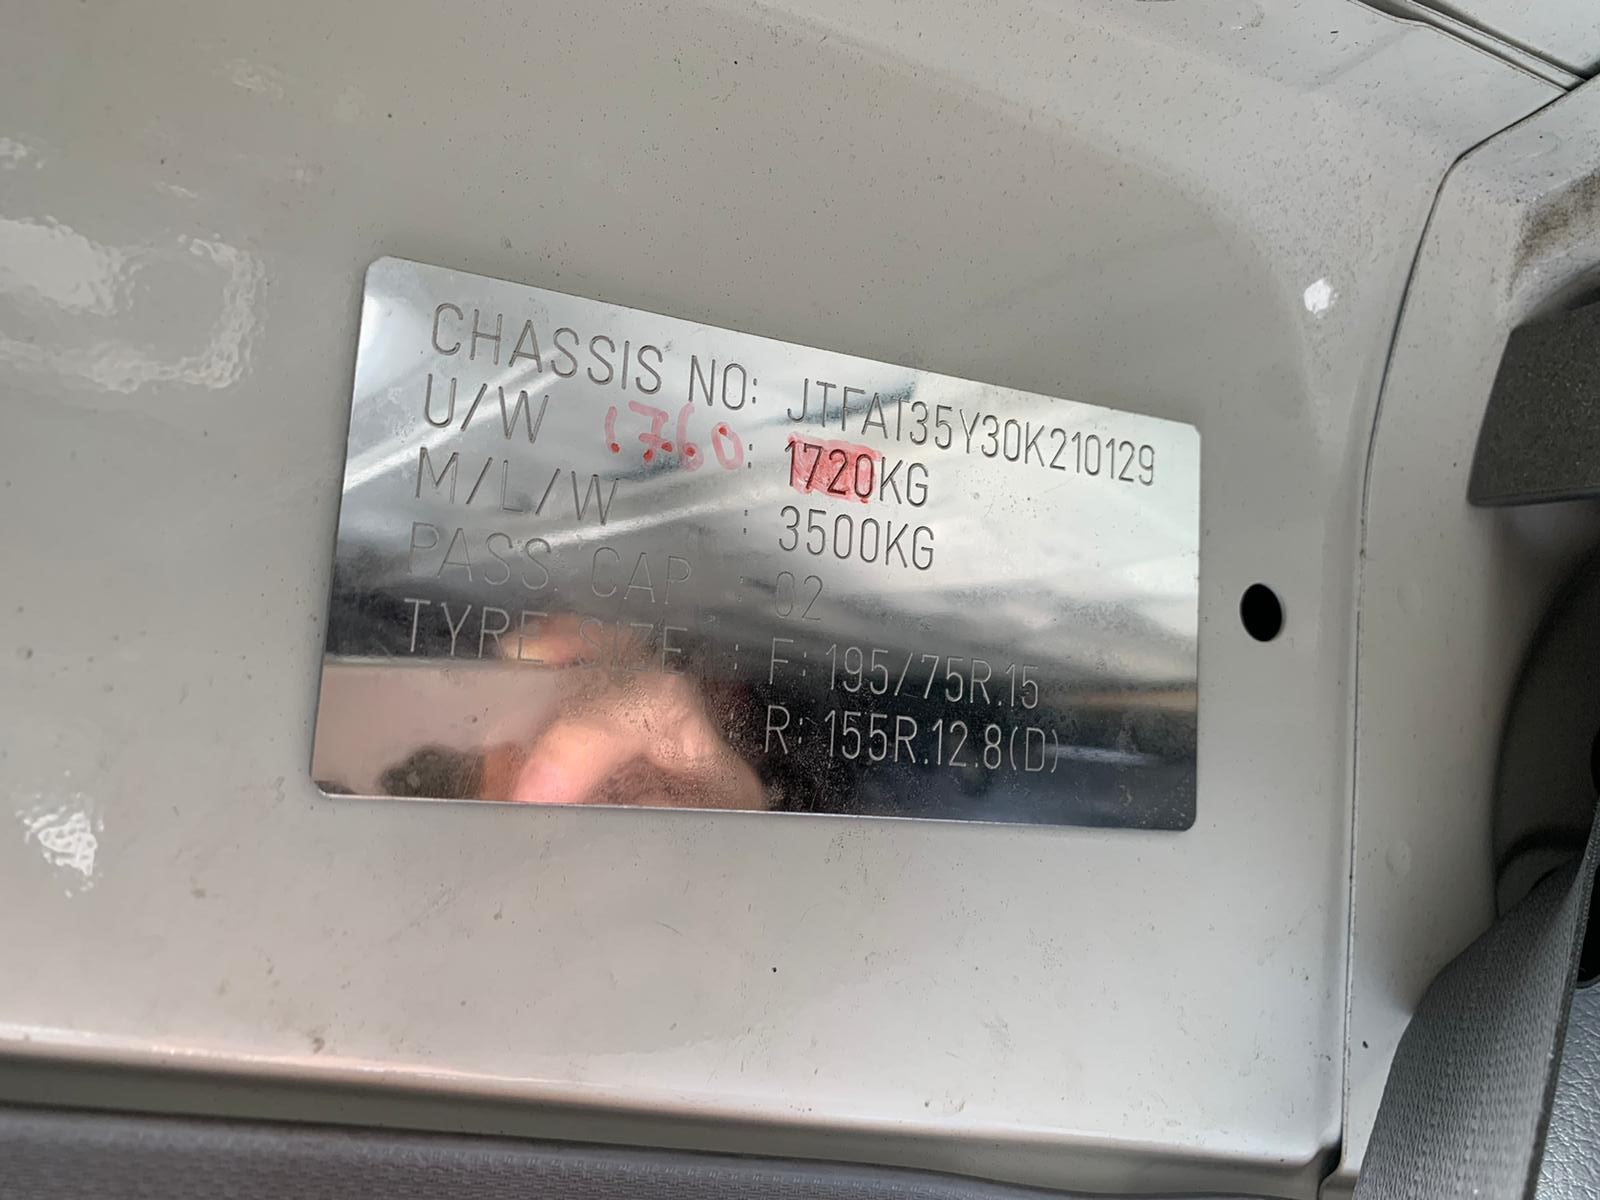 CHASSIS NO: JTFAT35Y30K210129
U/W 1760 : 1720KG
M/L/W : 3500KG
PASS. CAP : 02
TYRE SIZE : F: 195/75R.15
R: 155R.12.8(D)